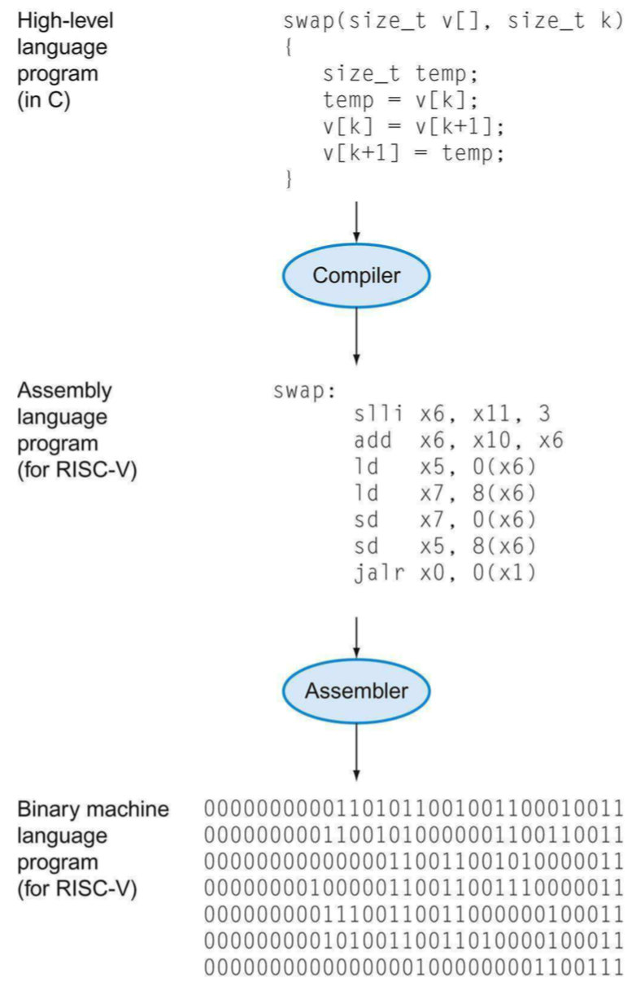 High-level
language
program
(in C)
swap(size_t v[], size_t k)
{
size_t temp;
temp = v[k];
v[k] = v[k+1];
v[k+1] = temp;
}
Compiler
Assembly
language
program
(for RISC-V)
swap:
slli x6, x11, 3
add x6, x10, x6
ld x5, 0(x6)
ld x7, 8(x6)
sd x7, 0(x6)
sd x5, 8(x6)
jalr x0, 0(x1)
Assembler
Binary machine
language
program
(for RISC-V)
00000000001101011001001100010011
00000000011001010000001100110011
00000000000000110011001010000011
00000000100000110011001110000011
00000000011100110011000000100011
00000000010100110011010000100011
00000000000000001000000001100111